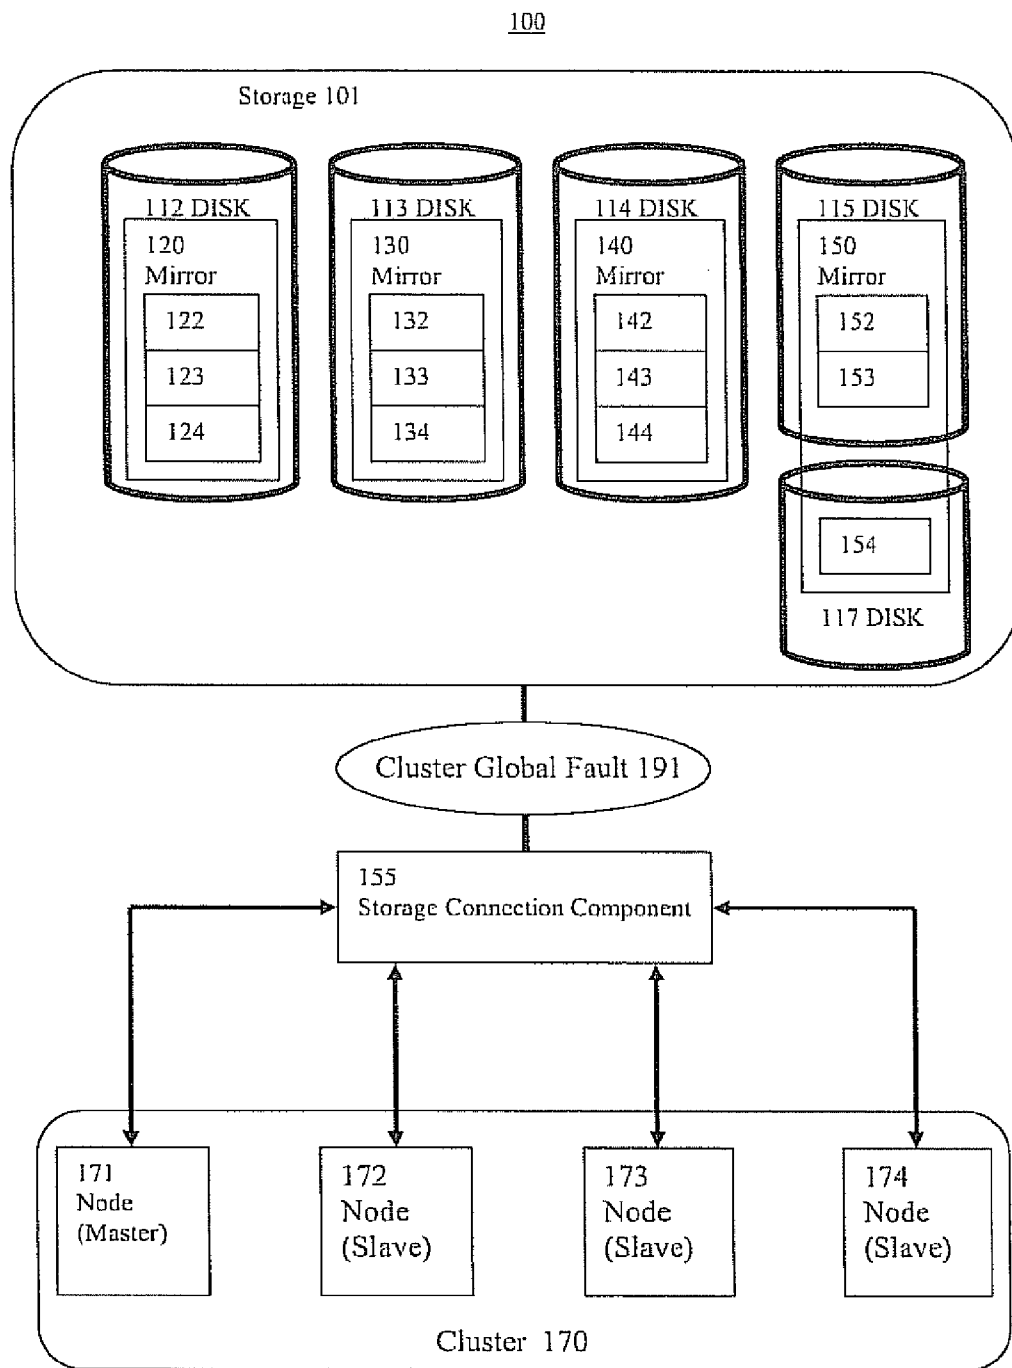 100
Storage 101
112 DISK
120
Mirror
122
123
124
113 DISK
130
Mirror
132
133
134
114 DISK
140
Mirror
142
143
144
115 DISK
150
Mirror
152
153
154
117 DISK
Cluster Global Fault 191
155
Storage Connection Component
171
Node
(Master)
172
Node
(Slave)
173
Node
(Slave)
174
Node
(Slave)
Cluster 170